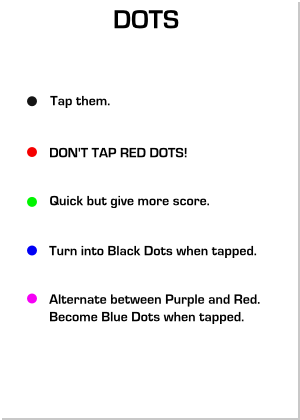 DOTS
Tap them.
DON'T TAP RED DOTS!
Quick but give more score.
Turn into Black Dots when tapped.
Alternate between Purple and Red.
Become Blue Dots when tapped.